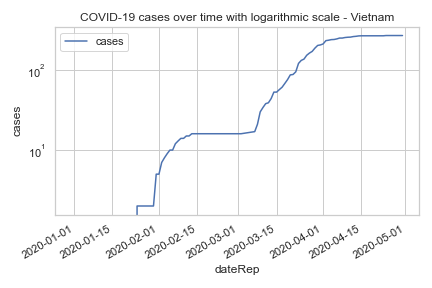 COVID-19 cases over time with logarithmic scale - Vietnam
cases
10²
10¹
cases
2020-01-01
2020-01-15
2020-02-01
2020-02-15
2020-03-01
2020-03-15
2020-04-01
2020-04-15
2020-05-01
dateRep